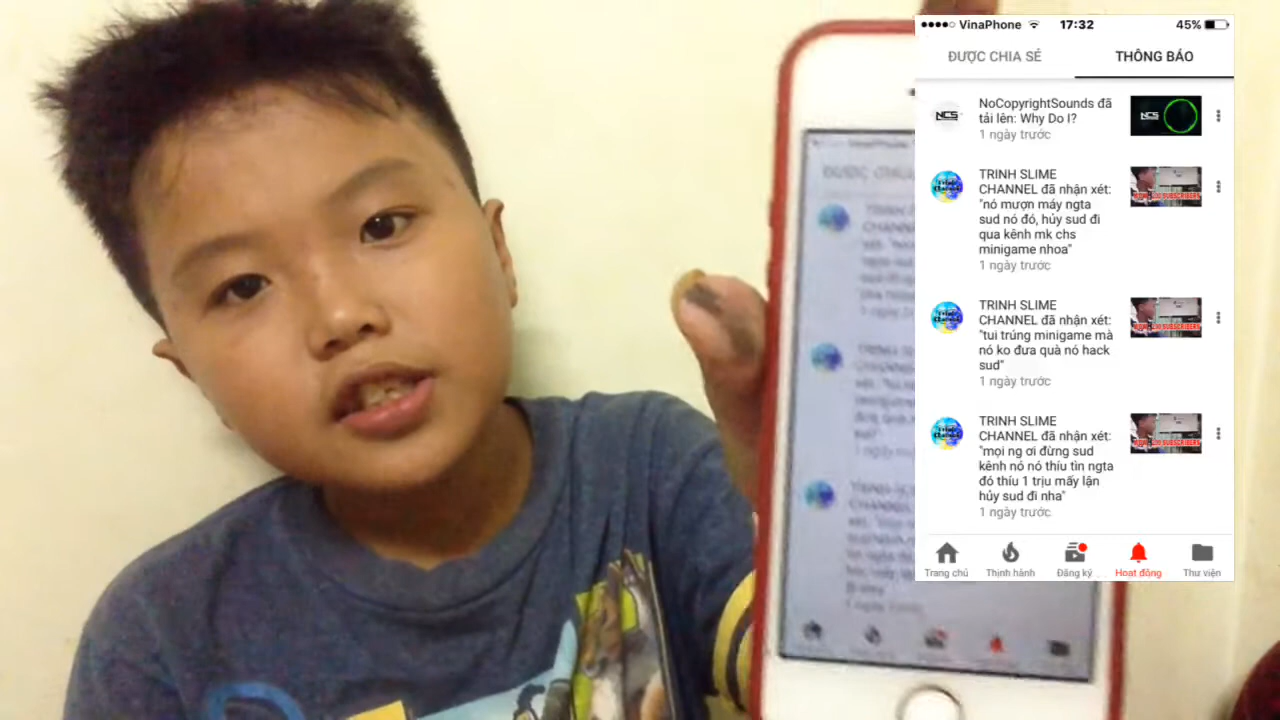 VinaPhone 17:32 45%
ĐƯỢC CHIA SẺ THÔNG BÁO
NoCopyrightSounds đã
tải lên: Why Do I?
1 ngày trước
NCS
NCS
TRINH SLIME
CHANNEL đã nhận xét:
"nó mượn máy ngta
sud nó đó, hủy sud đi
qua kênh mk chs
minigame nhoa"
1 ngày trước
TRINH SLIME
CHANNEL đã nhận xét:
"tui trúng minigame mà
nó ko đưa quà nó hack
sud"
1 ngày trước
TRINH SLIME
CHANNEL đã nhận xét:
"mọi ng ơi đừng sud
kênh nó nó thíu tìn ngta
đó thíu 1 trịu mấy lận
hủy sud đi nha"
1 ngày trước
Trang chủ Thịnh hành Đăng ký Hoạt động Thư viện